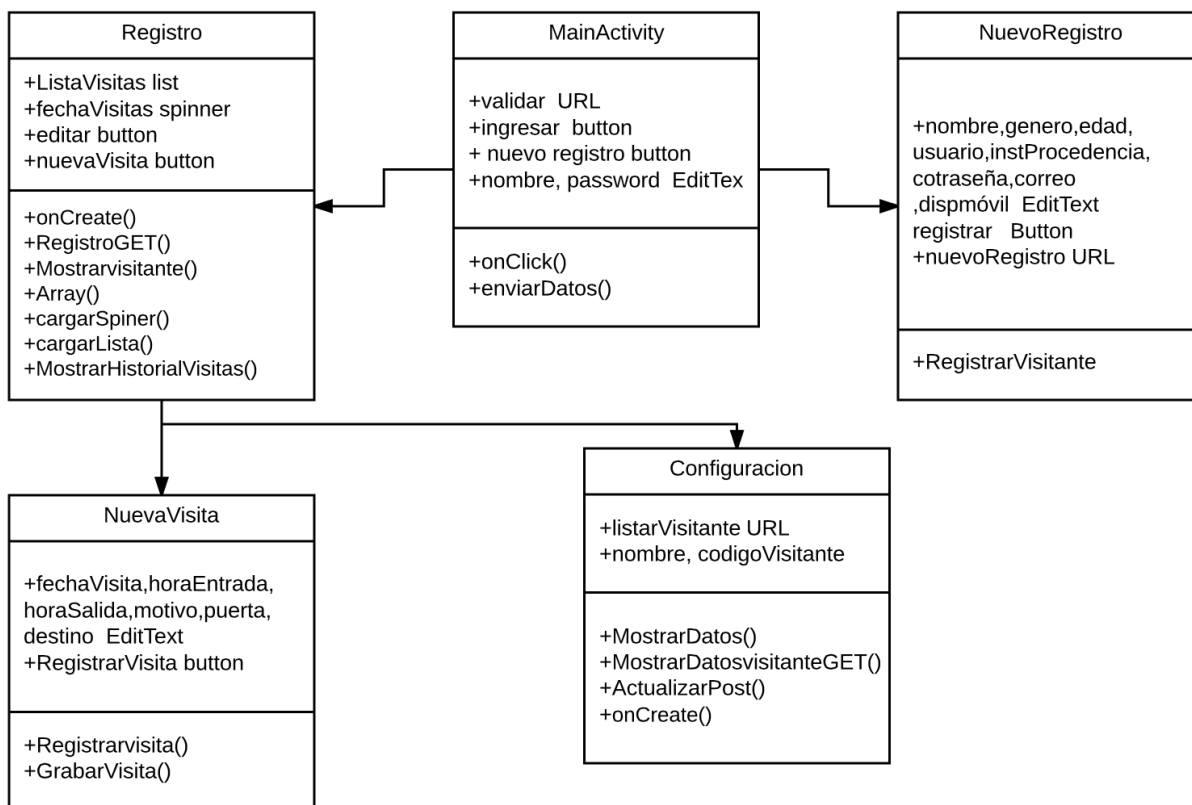 Registro
+ListaVisitas list
+fechaVisitas spinner
+editar button
+nuevaVisita button
+onCreate()
+RegistroGET()
+Mostrarvisitante()
+Array()
+cargarSpiner()
+cargarLista()
+MostrarHistorialVisitas()
MainActivity
+validar URL
+ingresar button
+ nuevo registro button
+nombre, password EditTex
+onClick()
+enviarDatos()
NuevoRegistro
+nombre,genero,edad,
usuario,instProcedencia,
cotraseña,correo
,dispmóvil EditText
registrar Button
+nuevoRegistro URL
+RegistrarVisitante
NuevaVisita
+fechaVisita,horaEntrada,
horaSalida,motivo,puerta,
destino EditText
+RegistrarVisita button
+Registrarvisita()
+GrabarVisita()
Configuracion
+listarVisitante URL
+nombre, codigoVisitante
+MostrarDatos()
+MostrarDatosvisitanteGET()
+ActualizarPost()
+onCreate()